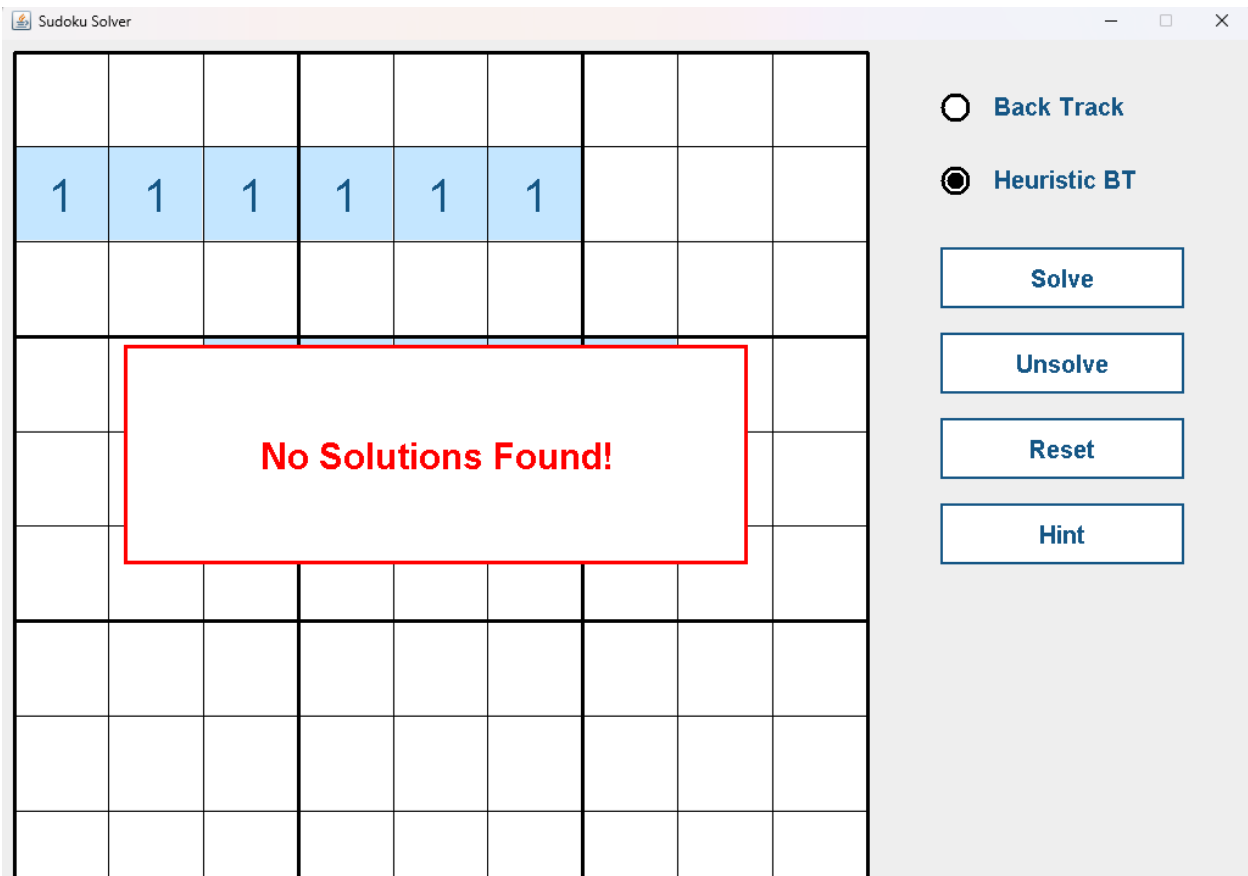 Sudoku Solver
Back Track
1 1 1 1 1 1
Heuristic BT
Solve
Unsolve
No Solutions Found!
Reset
Hint